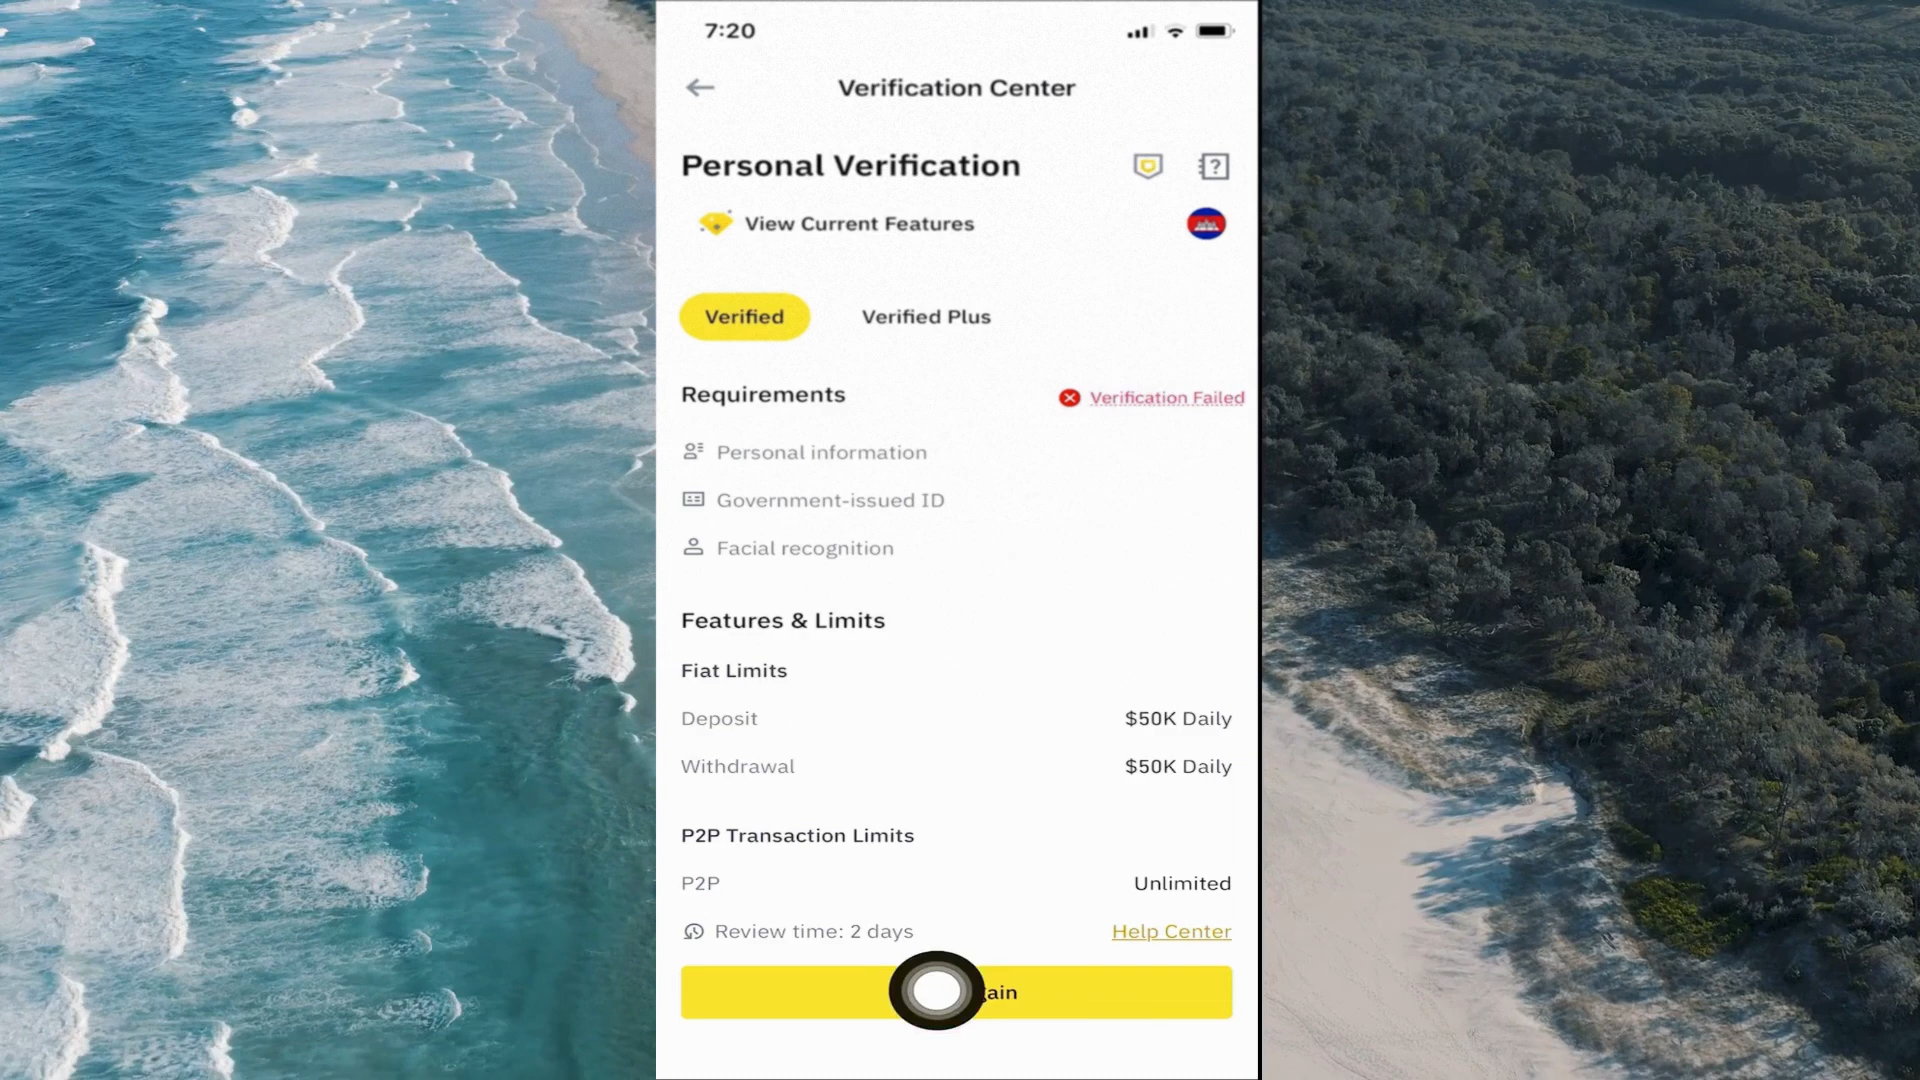 7:20
Verification Center
Personal Verification
View Current Features
Verified
Verified Plus
Requirements
Verification Failed
Personal information
Government-issued ID
Facial recognition
Features & Limits
Fiat Limits
Deposit
$50K Daily
Withdrawal
$50K Daily
P2P Transaction Limits
P2P
Unlimited
Review time: 2 days
Help Center